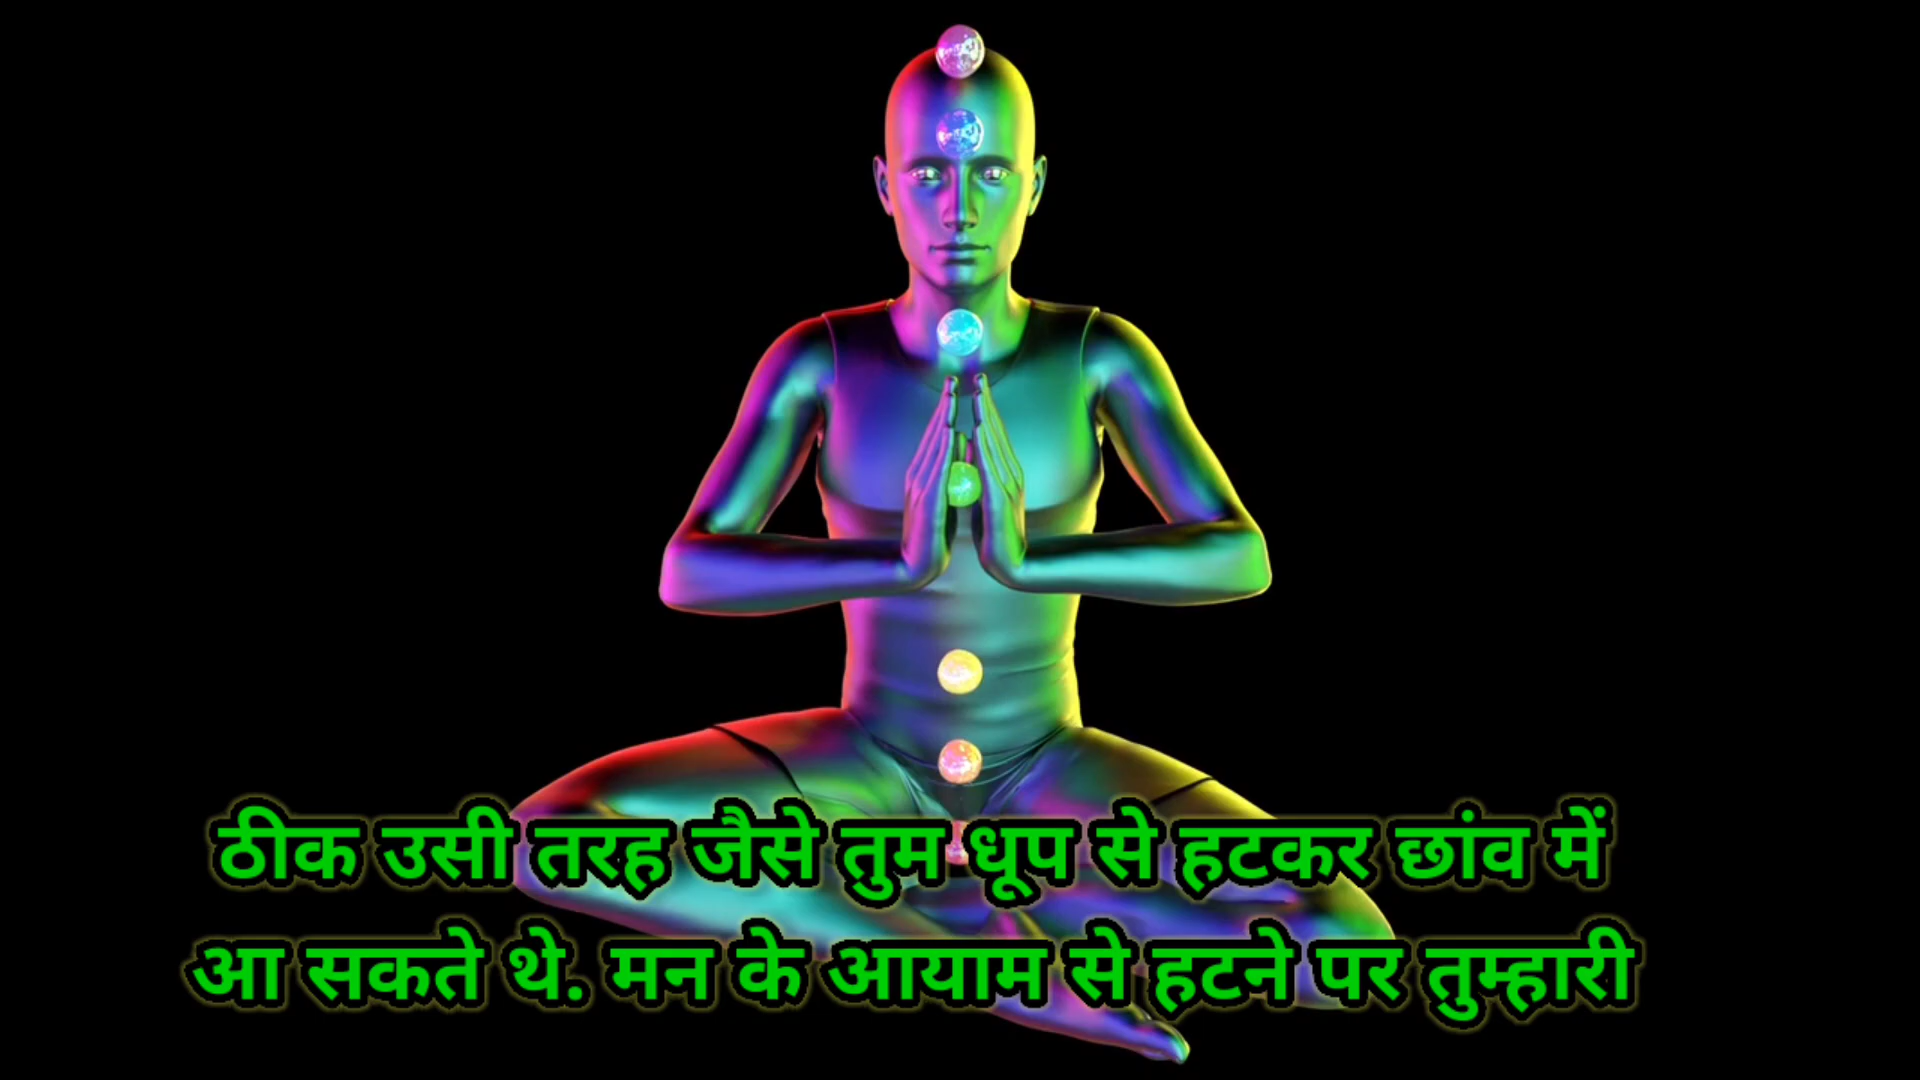 ठीक उसी तरह जैसे तुम धूप से हटकर छांव में
आ सकते थे. मन के आयाम से हटने पर तुम्हारी